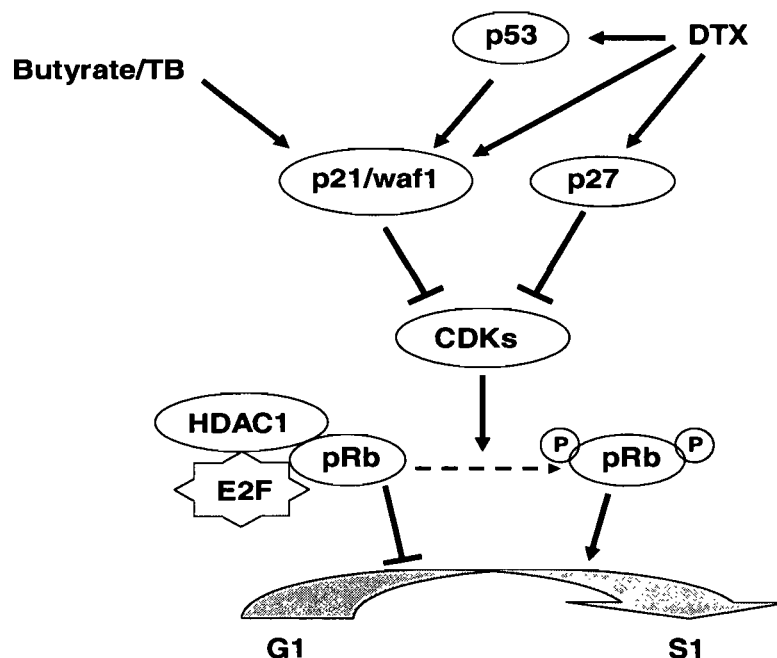 p53
DTX
Butyrate/TB
p21/waf1
p27
CDKs
HDAC1
pRb
E2F
P
pRb
P
G1
S1